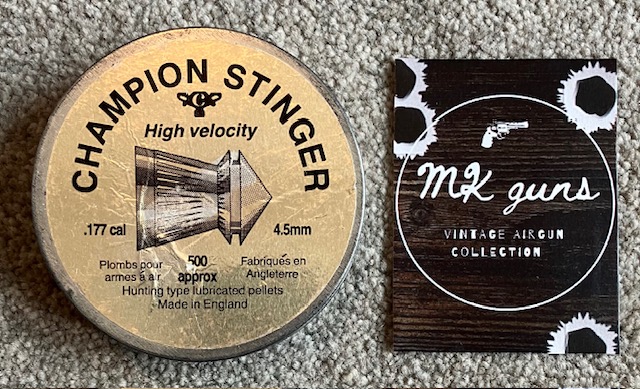 CHAMPION STINGER
High velocity
.177 cal
4.5mm
Plombs pour
armes à air
500
approx
Fabriqués en
Angleterre
Hunting type lubricated pellets
Made in England
MK guns
VINTAGE AIRGUN
COLLECTION